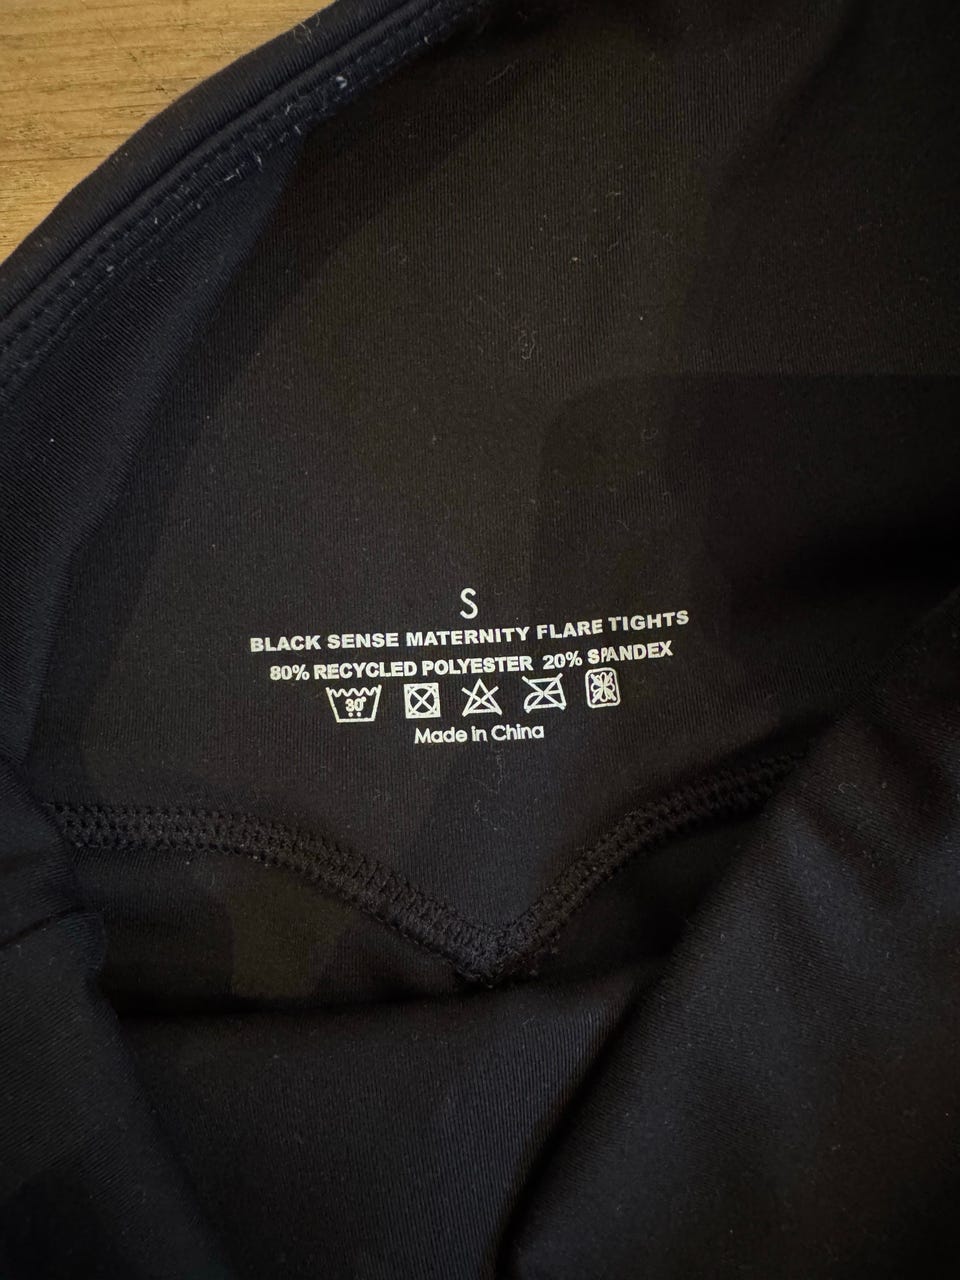 S
BLACK SENSE MATERNITY FLARE TIGHTS
80% RECYCLED POLYESTER 20% SPANDEX
30°
Made in China